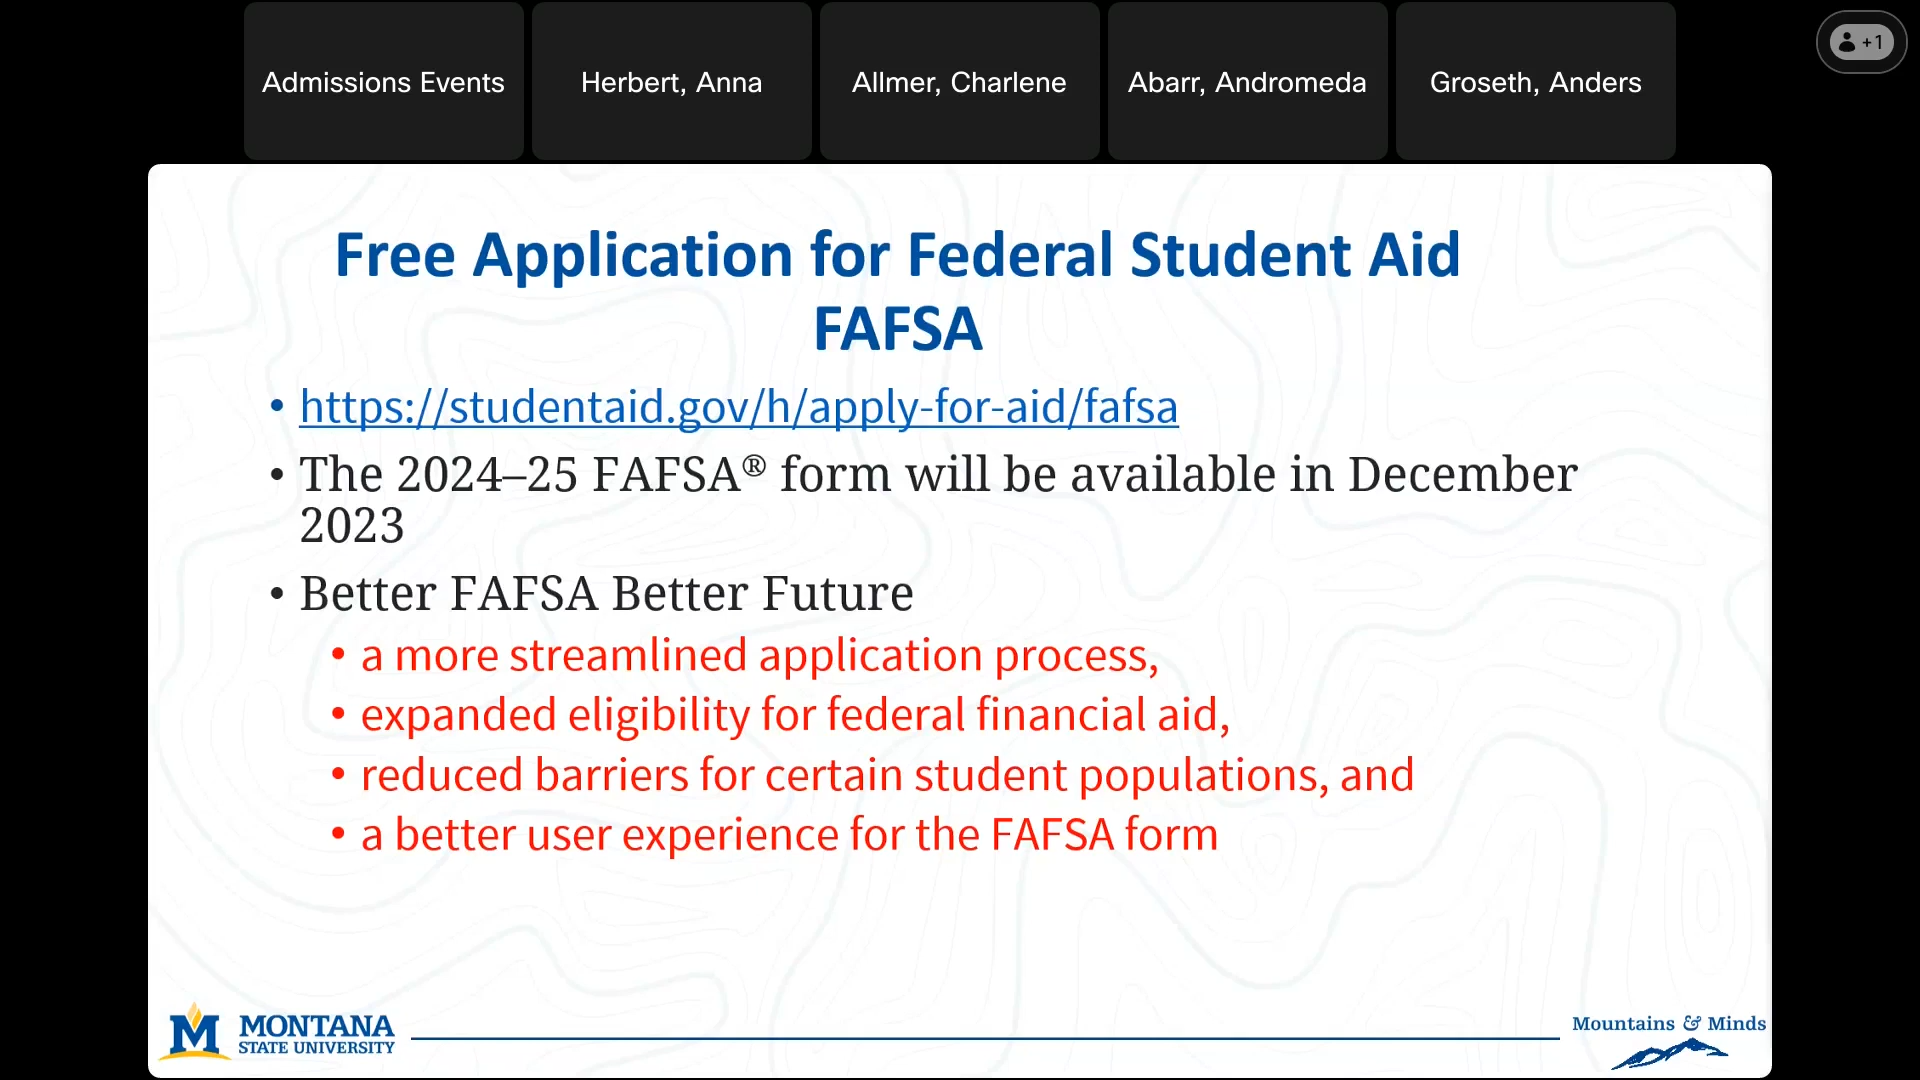 Admissions Events
Herbert, Anna
Allmer, Charlene
Abarr, Andromeda
Groseth, Anders
+1
Free Application for Federal Student Aid
FAFSA
• https://studentaid.gov/h/apply-for-aid/fafsa
• The 2024–25 FAFSA® form will be available in December
2023
• Better FAFSA Better Future
• a more streamlined application process,
• expanded eligibility for federal financial aid,
• reduced barriers for certain student populations, and
• a better user experience for the FAFSA form
M MONTANA
STATE UNIVERSITY
Mountains & Minds